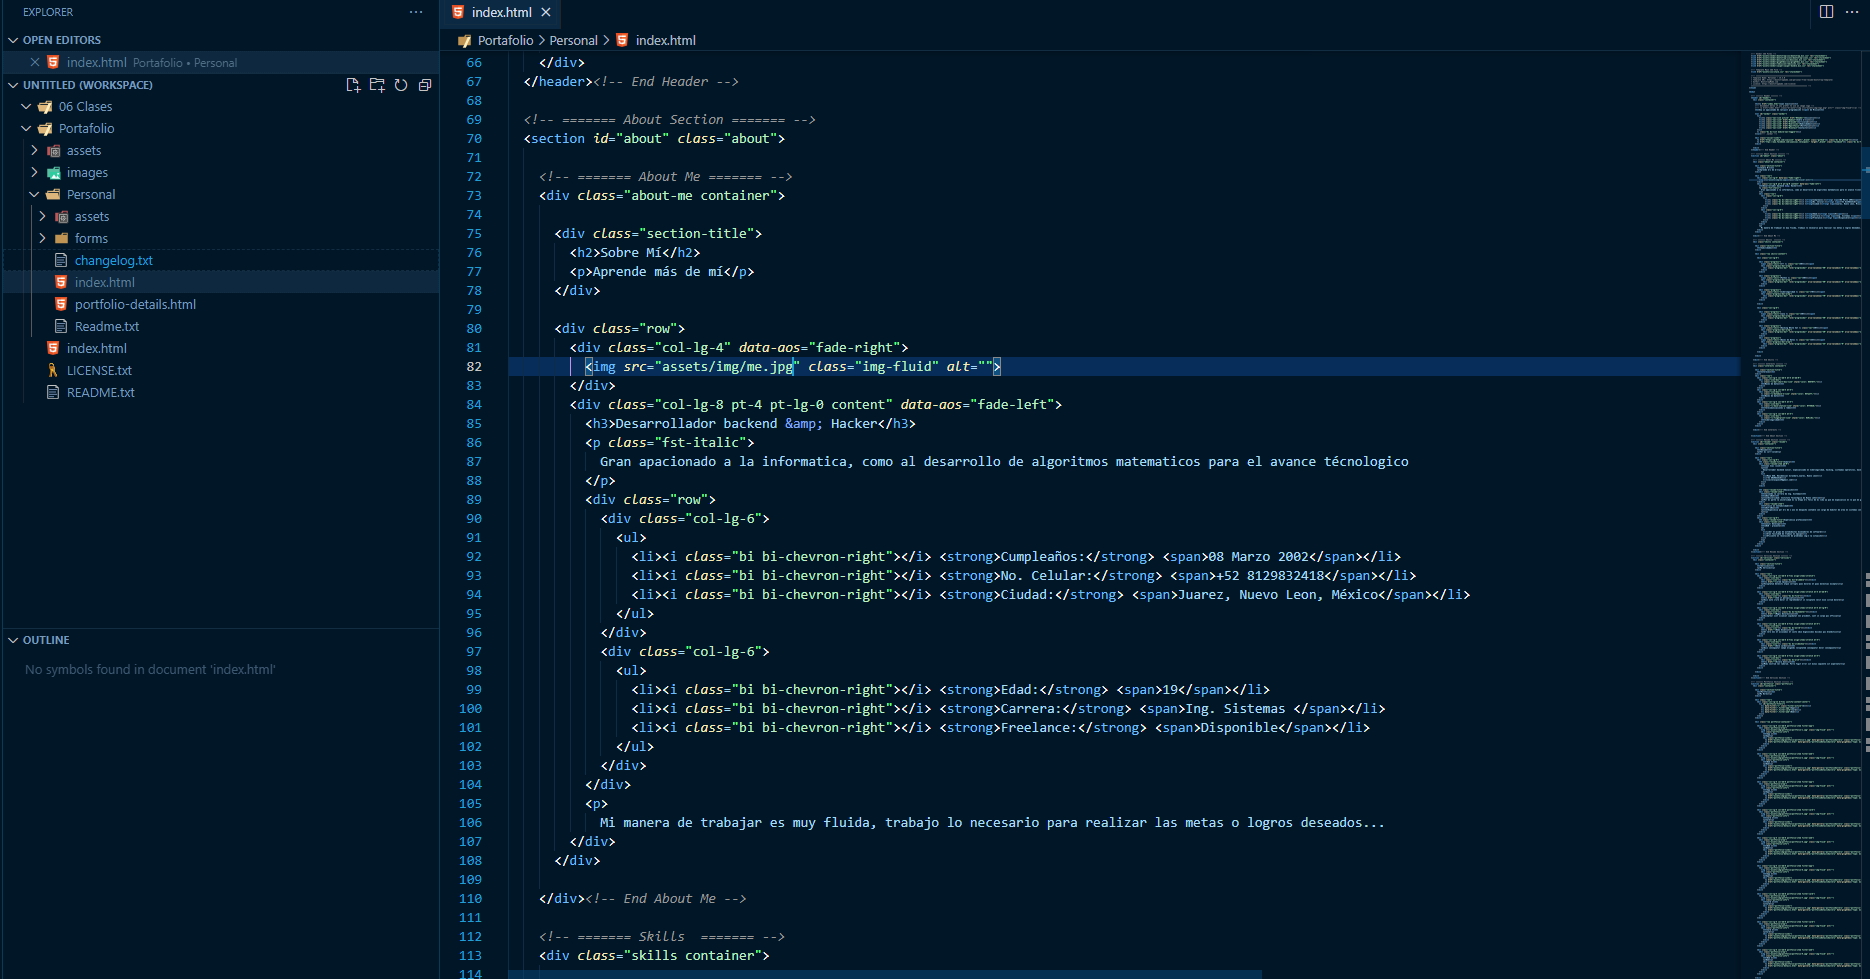 EXPLORER
OPEN EDITORS
index.html Portafolio • Personal
UNTITLED (WORKSPACE)
06 Clases
Portafolio
assets
images
Personal
assets
forms
changelog.txt
index.html
portfolio-details.html
Readme.txt
index.html
LICENSE.txt
README.txt
OUTLINE
No symbols found in document 'index.html'
index.html
Portafolio > Personal > index.html
66 </div>
67 </header><!-- End Header -->
68
69 <!-- ======= About Section ======= -->
70 <section id="about" class="about">
71
72 <!-- ======= About Me ======= -->
73 <div class="about-me container">
74
75 <div class="section-title">
76 <h2>Sobre Mí</h2>
77 <p>Aprende más de mí</p>
78 </div>
79
80 <div class="row">
81 <div class="col-lg-4" data-aos="fade-right">
82 <img src="assets/img/me.jpg" class="img-fluid" alt="">
83 </div>
84 <div class="col-lg-8 pt-4 pt-lg-0 content" data-aos="fade-left">
85 <h3>Desarrollador backend &amp; Hacker</h3>
86 <p class="fst-italic">
87 Gran apacionado a la informatica, como al desarrollo de algoritmos matematicos para el avance técnologico
88 </p>
89 <div class="row">
90 <div class="col-lg-6">
91 <ul>
92 <li><i class="bi bi-chevron-right"></i> <strong>Cumpleaños:</strong> <span>08 Marzo 2002</span></li>
93 <li><i class="bi bi-chevron-right"></i> <strong>No. Celular:</strong> <span>+52 8129832418</span></li>
94 <li><i class="bi bi-chevron-right"></i> <strong>Ciudad:</strong> <span>Juarez, Nuevo Leon, México</span></li>
95 </ul>
96 </div>
97 <div class="col-lg-6">
98 <ul>
99 <li><i class="bi bi-chevron-right"></i> <strong>Edad:</strong> <span>19</span></li>
100 <li><i class="bi bi-chevron-right"></i> <strong>Carrera:</strong> <span>Ing. Sistemas </span></li>
101 <li><i class="bi bi-chevron-right"></i> <strong>Freelance:</strong> <span>Disponible</span></li>
102 </ul>
103 </div>
104 </div>
105 <p>
106 Mi manera de trabajar es muy fluida, trabajo lo necesario para realizar las metas o logros deseados...
107 </div>
108 </div>
109
110 </div><!-- End About Me -->
111
112 <!-- ======= Skills  ======= -->
113 <div class="skills container">
114